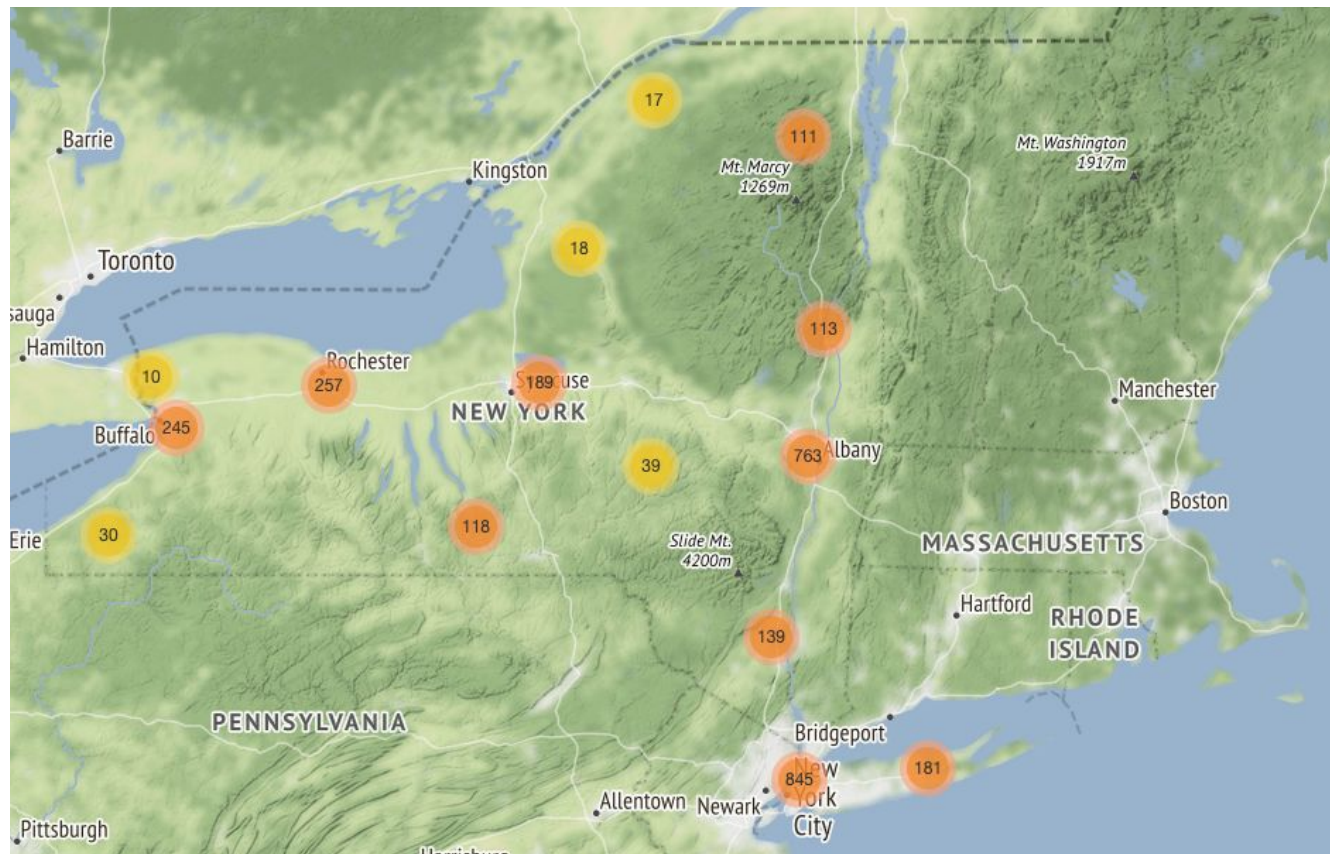 17
Barrie
111
Mt. Washington
1917m
Mt. Marcy
1269m
Kingston
18
Toronto
sauga
113
Hamilton
Rochester
10
257
189
Manchester
NEW YORK
Buffalo
245
763
Albany
39
Boston
118
30
Erie
Slide Mt.
4200m
MASSACHUSETTS
Hartford
RHODE
ISLAND
139
PENNSYLVANIA
Bridgeport
181
845
New
York
City
Allentown
Newark
Pittsburgh